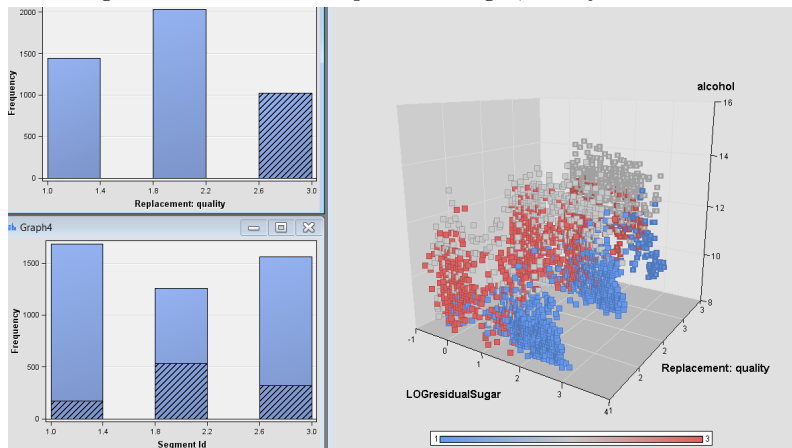 2000
1500
1000
500
0
Frequency
1.0 1.4 1.8 2.2 2.6 3.0
Replacement: quality
Graph4
1500
1000
500
0
Frequency
1.0 1.4 1.8 2.2 2.6 3.0
Segment Id
alcohol
16
14
12
10
8
-1 0 1 2 3 4
LOGresidualSugar
1 2 2 3 3
Replacement: quality
1 3